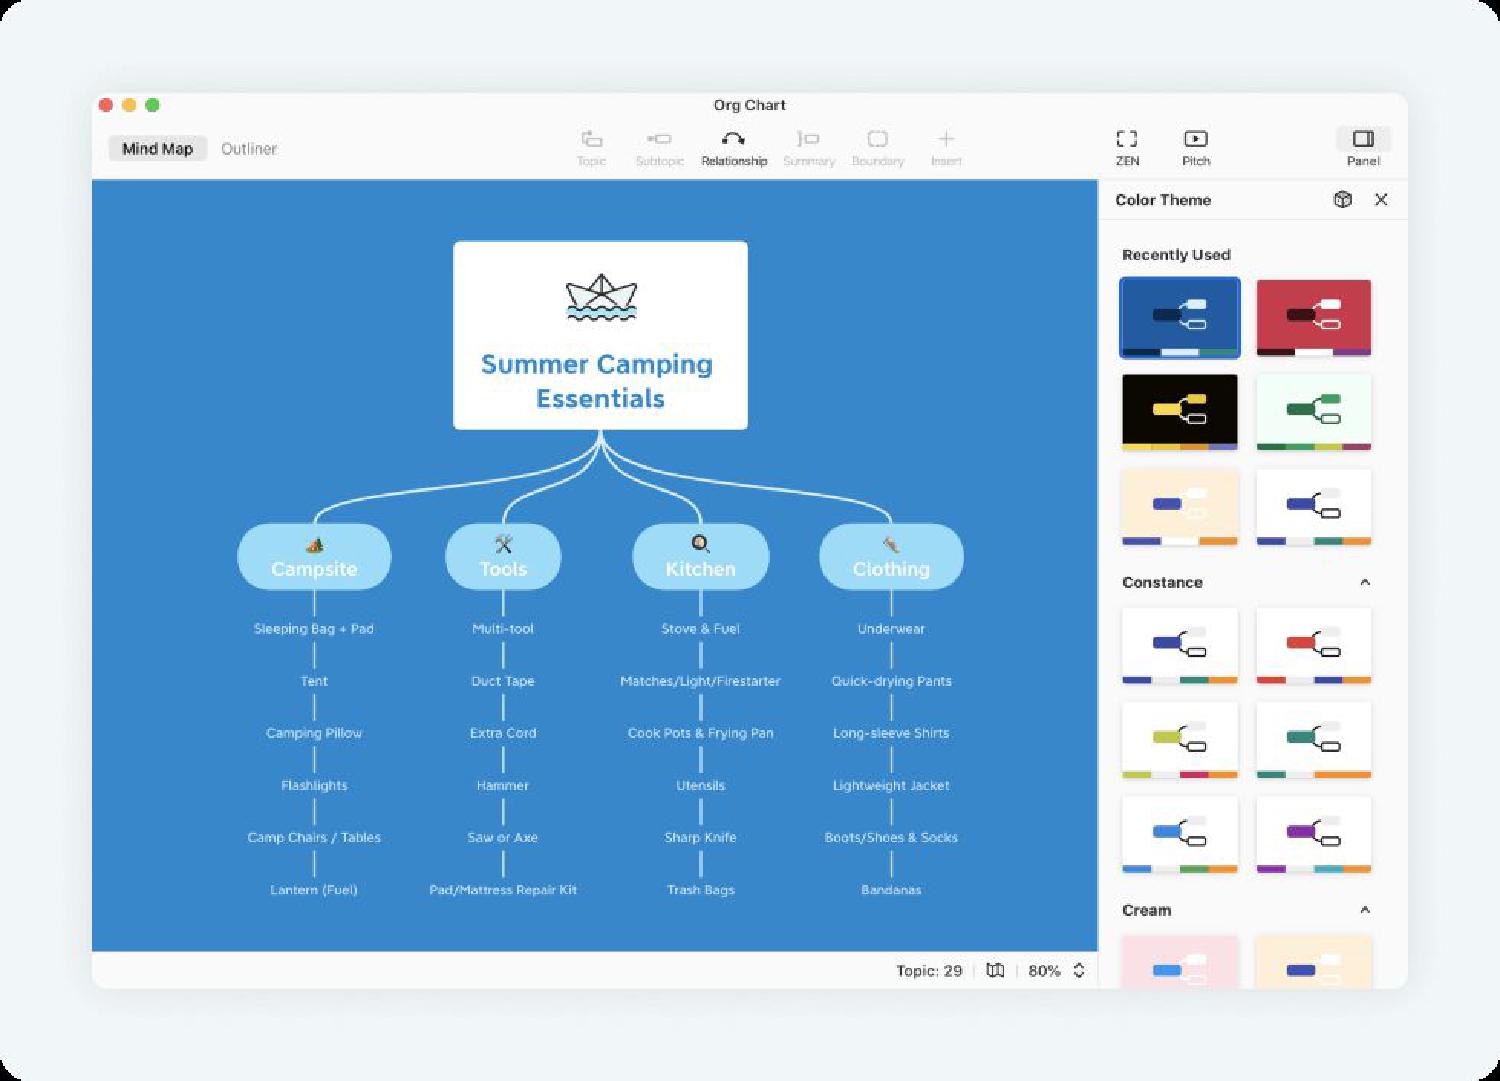 Org Chart
Mind Map
Outliner
Topic
Subtopic
Relationship
Summary
Boundary
Insert
ZEN
Pitch
Panel
Color Theme
Recently Used
Summer Camping
Essentials
Campsite
Tools
Kitchen
Clothing
Sleeping Bag + Pad
Multi-tool
Stove & Fuel
Underwear
Tent
Duct Tape
Matches/Light/Firestarter
Quick-drying Pants
Camping Pillow
Extra Cord
Cook Pots & Frying Pan
Long-sleeve Shirts
Flashlights
Hammer
Utensils
Lightweight Jacket
Camp Chairs / Tables
Saw or Axe
Sharp Knife
Boots/Shoes & Socks
Lantern (Fuel)
Pad/Mattress Repair Kit
Trash Bags
Bandanas
Constance
Cream
Topic: 29
80%